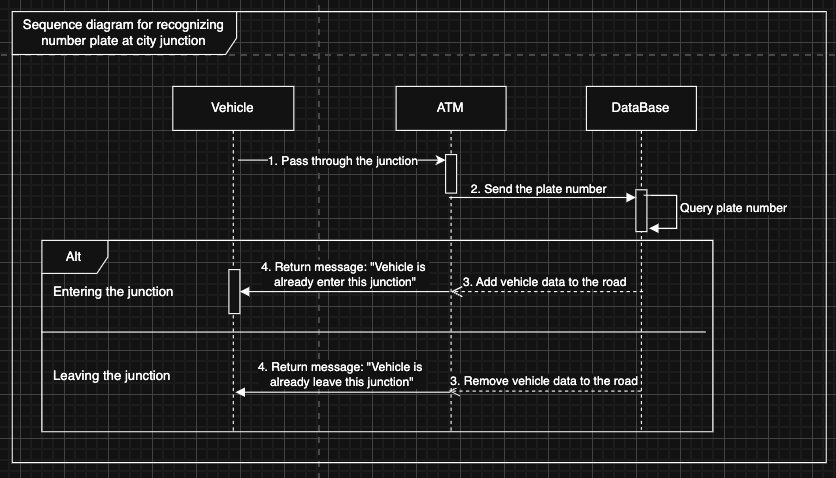 Sequence diagram for recognizing
number plate at city junction
Vehicle
ATM
DataBase
1. Pass through the junction
2. Send the plate number
Query plate number
Alt
Entering the junction
4. Return message: "Vehicle is
already enter this junction"
3. Add vehicle data to the road
Leaving the junction
4. Return message: "Vehicle is
already leave this junction"
3. Remove vehicle data to the road